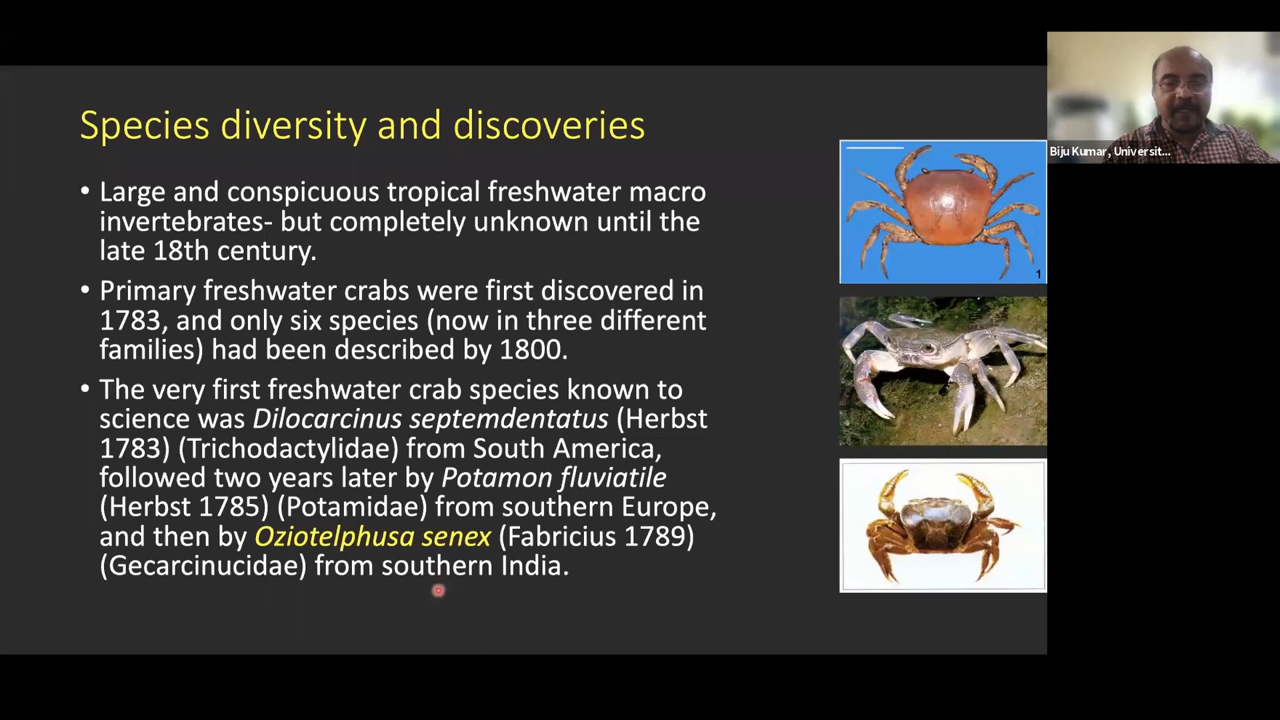 Species diversity and discoveries
• Large and conspicuous tropical freshwater macro
invertebrates- but completely unknown until the
late 18th century.
• Primary freshwater crabs were first discovered in
1783, and only six species (now in three different
families) had been described by 1800.
• The very first freshwater crab species known to
science was Dilocarcinus septemdentatus (Herbst
1783) (Trichodactylidae) from South America,
followed two years later by Potamon fluviatile
(Herbst 1785) (Potamidae) from southern Europe,
and then by Oziotelphusa senex (Fabricius 1789)
(Gecarcinucidae) from southern India.
1
Biju Kumar, Universit...